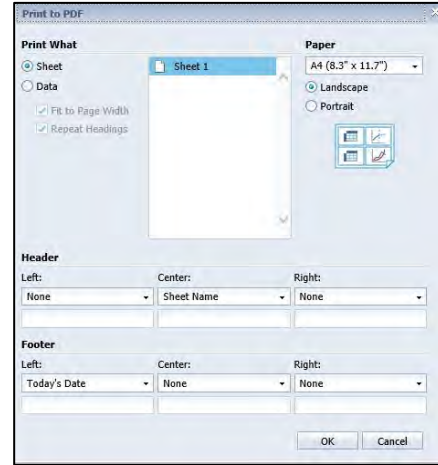 Print to PDF
Print What
Paper
Sheet
Sheet 1
A4 (8.3" x 11.7")
Data
Landscape
Fit to Page Width
Portrait
Repeat Headings
Header
Left: Center: Right:
None Sheet Name None
Footer
Left: Center: Right:
Today's Date None None
OK Cancel